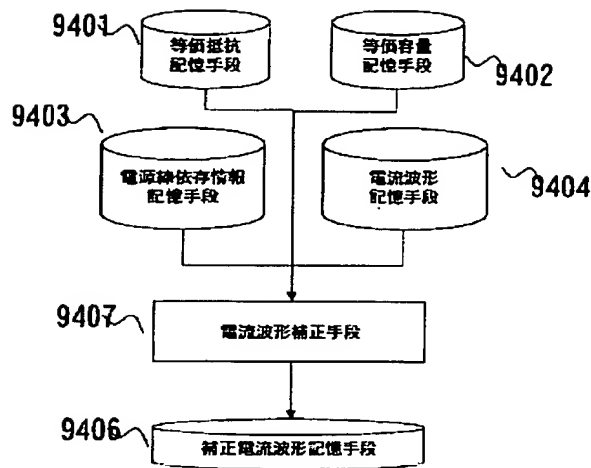 9401
等価抵抗
記憶手段
等価容量
記憶手段
9402
9403
電源線依存情報
記憶手段
電流波形
記憶手段
9404
9407
電流波形補正手段
9406
補正電流波形記憶手段